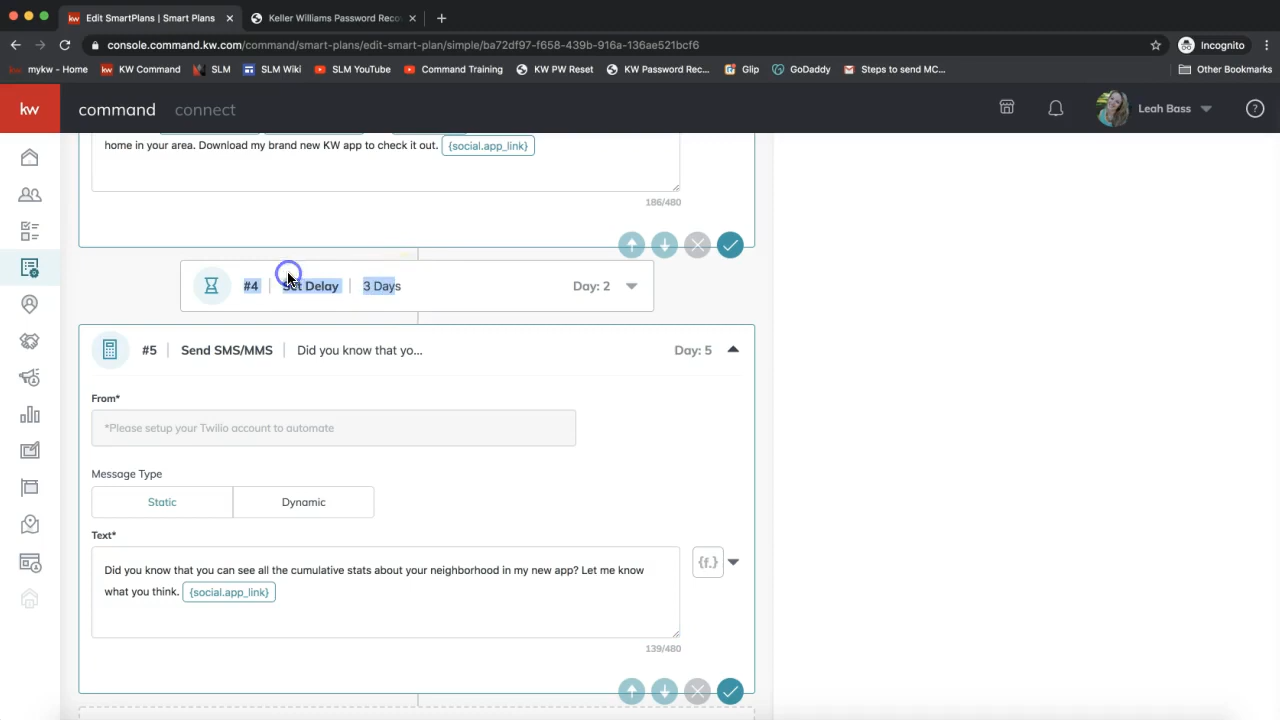 Edit SmartPlans | Smart Plans
Keller Williams Password Reco
console.command.kw.com/command/smart-plans/edit-smart-plan/simple/ba72df97-f658-439b-916a-136ae521bcf6
Incognito
mykw - Home
KW Command
SLM
SLM Wiki
SLM YouTube
Command Training
KW PW Reset
KW Password Rec...
Glip
GoDaddy
Steps to send MC...
Other Bookmarks
kw
command
connect
Leah Bass
home in your area. Download my brand new KW app to check it out. {social.app_link}
186/480
#4 | Set Delay | 3 Days
Day: 2
#5 | Send SMS/MMS | Did you know that yo...
Day: 5
From*
*Please setup your Twilio account to automate
Message Type
Static
Dynamic
Text*
Did you know that you can see all the cumulative stats about your neighborhood in my new app? Let me know
what you think. {social.app_link}
{f.}
139/480